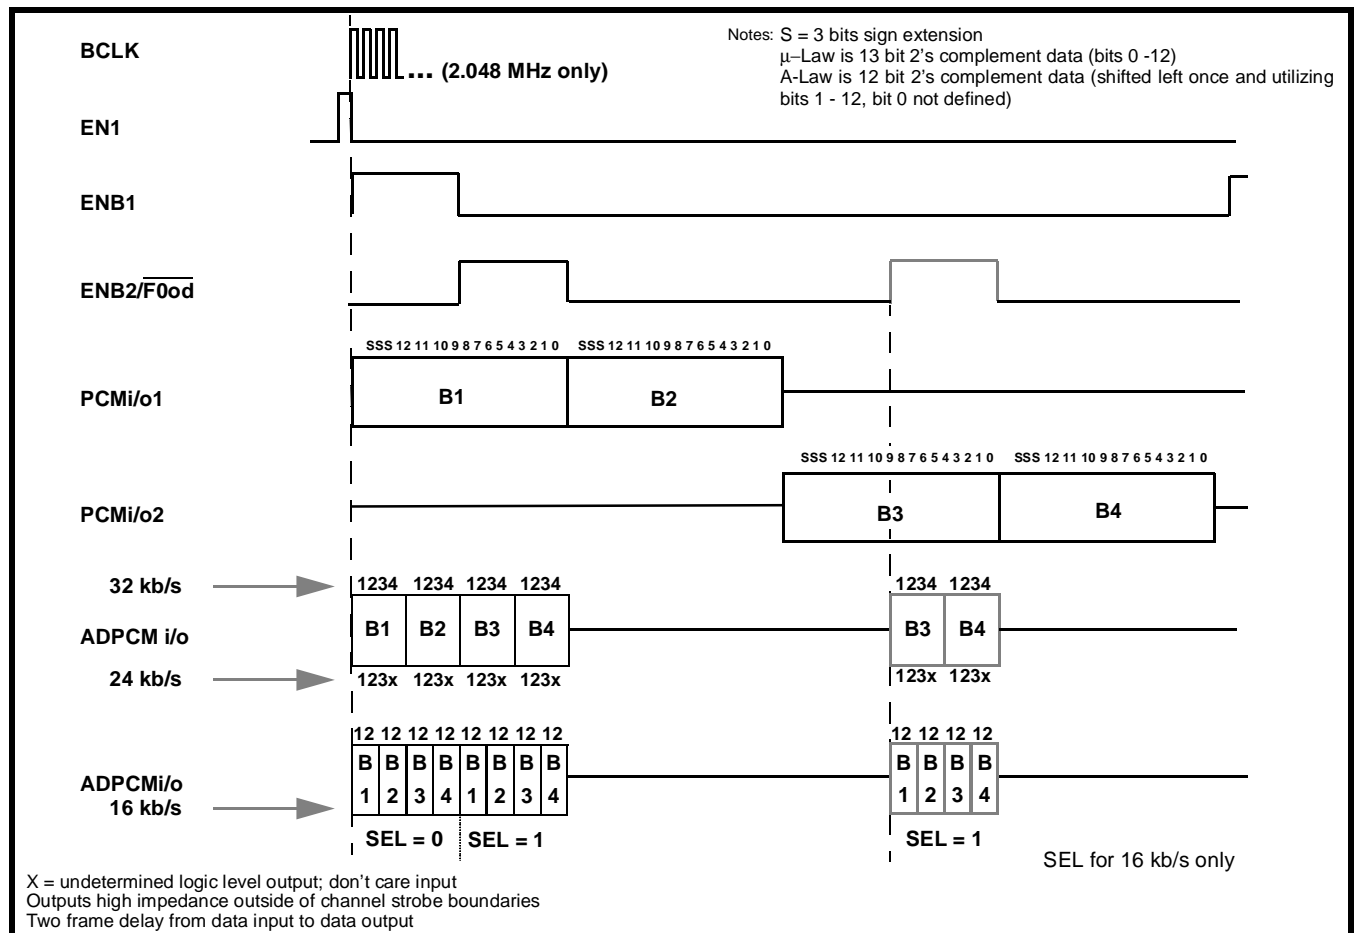 BCLK
... (2.048 MHz only)
Notes: S = 3 bits sign extension
μ–Law is 13 bit 2's complement data (bits 0 -12)
A-Law is 12 bit 2's complement data (shifted left once and utilizing
bits 1 - 12, bit 0 not defined)
EN1
ENB1
ENB2/F0od
SSS 12 11 10 9 8 7 6 5 4 3 2 1 0 SSS 12 11 10 9 8 7 6 5 4 3 2 1 0
PCMi/o1
B1 B2
SSS 12 11 10 9 8 7 6 5 4 3 2 1 0 SSS 12 11 10 9 8 7 6 5 4 3 2 1 0
PCMi/o2
B3 B4
32 kb/s
1234 1234 1234 1234 1234 1234
ADPCM i/o
B1 B2 B3 B4 B3 B4
24 kb/s
123x 123x 123x 123x 123x 123x
12 12 12 12 12 12 12 12 12 12 12 12
B B B B B B B B B B B B
ADPCMi/o
1 2 3 4 1 2 3 4 1 2 3 4
16 kb/s
SEL = 0 SEL = 1 SEL = 1
SEL for 16 kb/s only
X = undetermined logic level output; don't care input
Outputs high impedance outside of channel strobe boundaries
Two frame delay from data input to data output